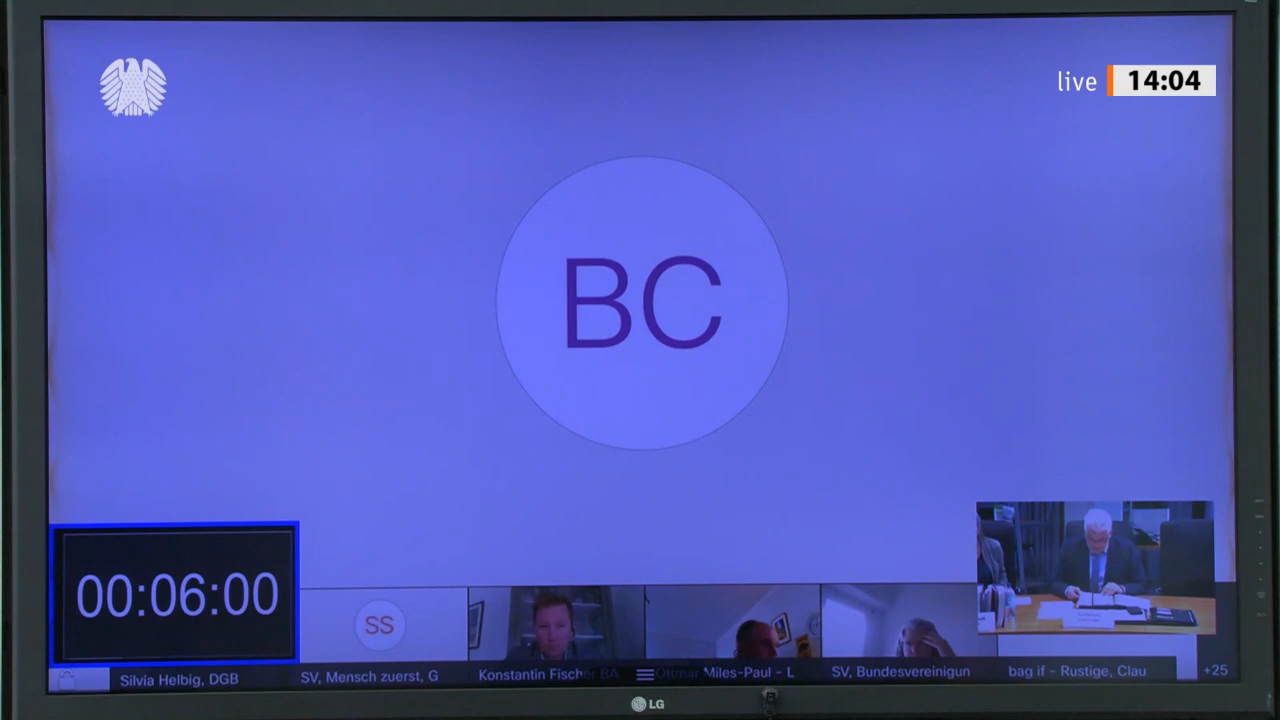 live 14:04
BC
00:06:00
SS
Silvia Helbig, DGB
SV, Mensch zuerst, G
Konstantin Fischer BA
Ottmar Miles-Paul - L
SV, Bundesvereinigun
bag if - Rustige, Clau
+25
LG